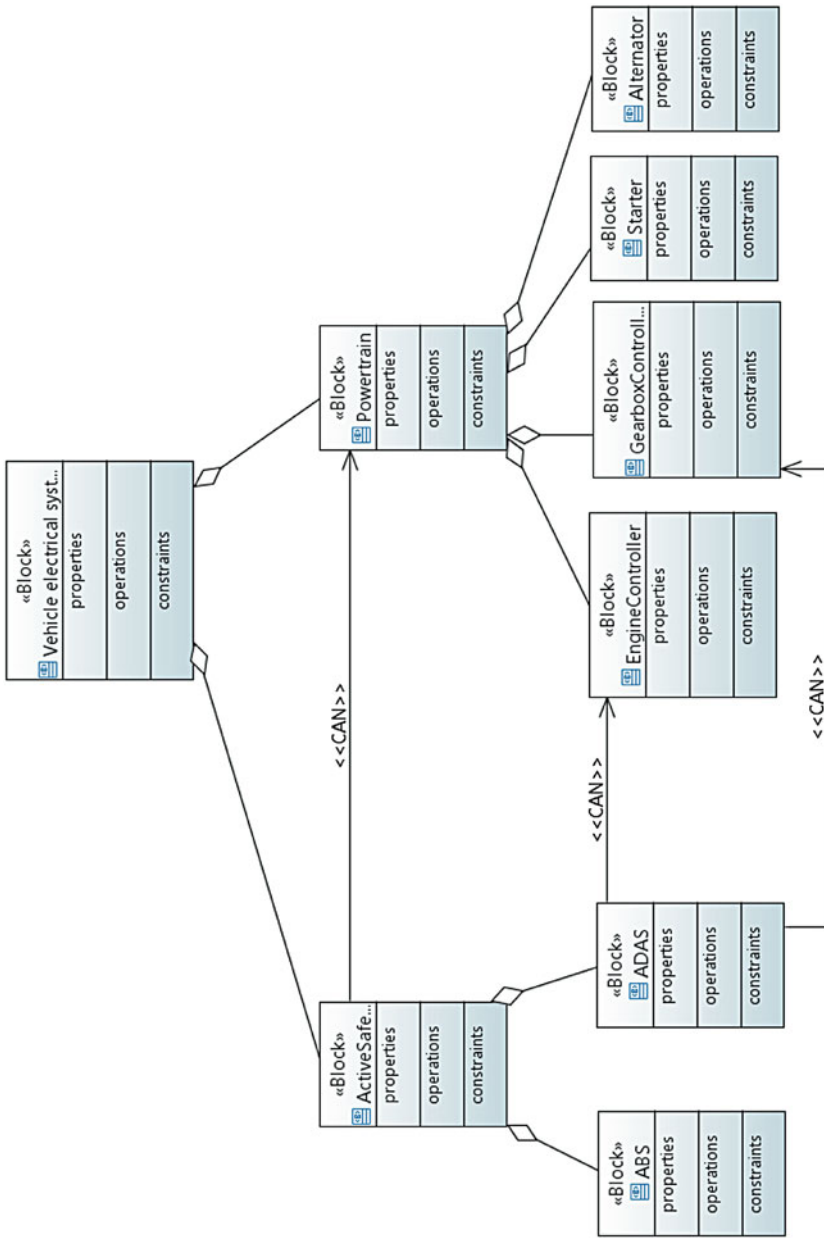 «Block»
Vehicle electrical syst...
properties
operations
constraints
«Block»
ActiveSafe...
properties
operations
constraints
<<CAN>>
«Block»
Powertrain
properties
operations
constraints
«Block»
ABS
properties
operations
constraints
«Block»
ADAS
properties
operations
constraints
<<CAN>>
«Block»
EngineController
properties
operations
constraints
«Block»
GearboxControll...
properties
operations
constraints
«Block»
Starter
properties
operations
constraints
«Block»
Alternator
properties
operations
constraints
<<CAN>>